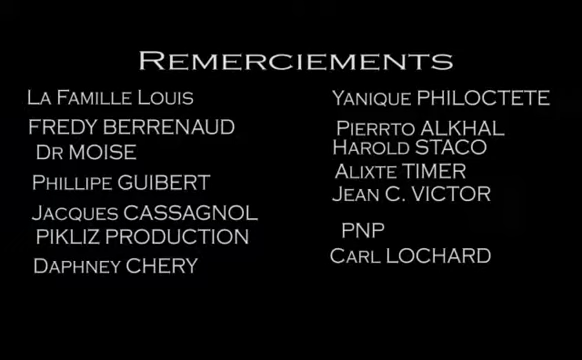 REMERCIEMENTS
LA FAMILLE LOUIS
FREDY BERRENAUD
DR MOISE
PHILLIPE GUIBERT
JACQUES CASSAGNOL
PIKLIZ PRODUCTION
DAPHNEY CHERY
YANIQUE PHILOCTETE
PIERRTO ALKHAL
HAROLD STACO
ALIXTE TIMER
JEAN C. VICTOR
PNP
CARL LOCHARD